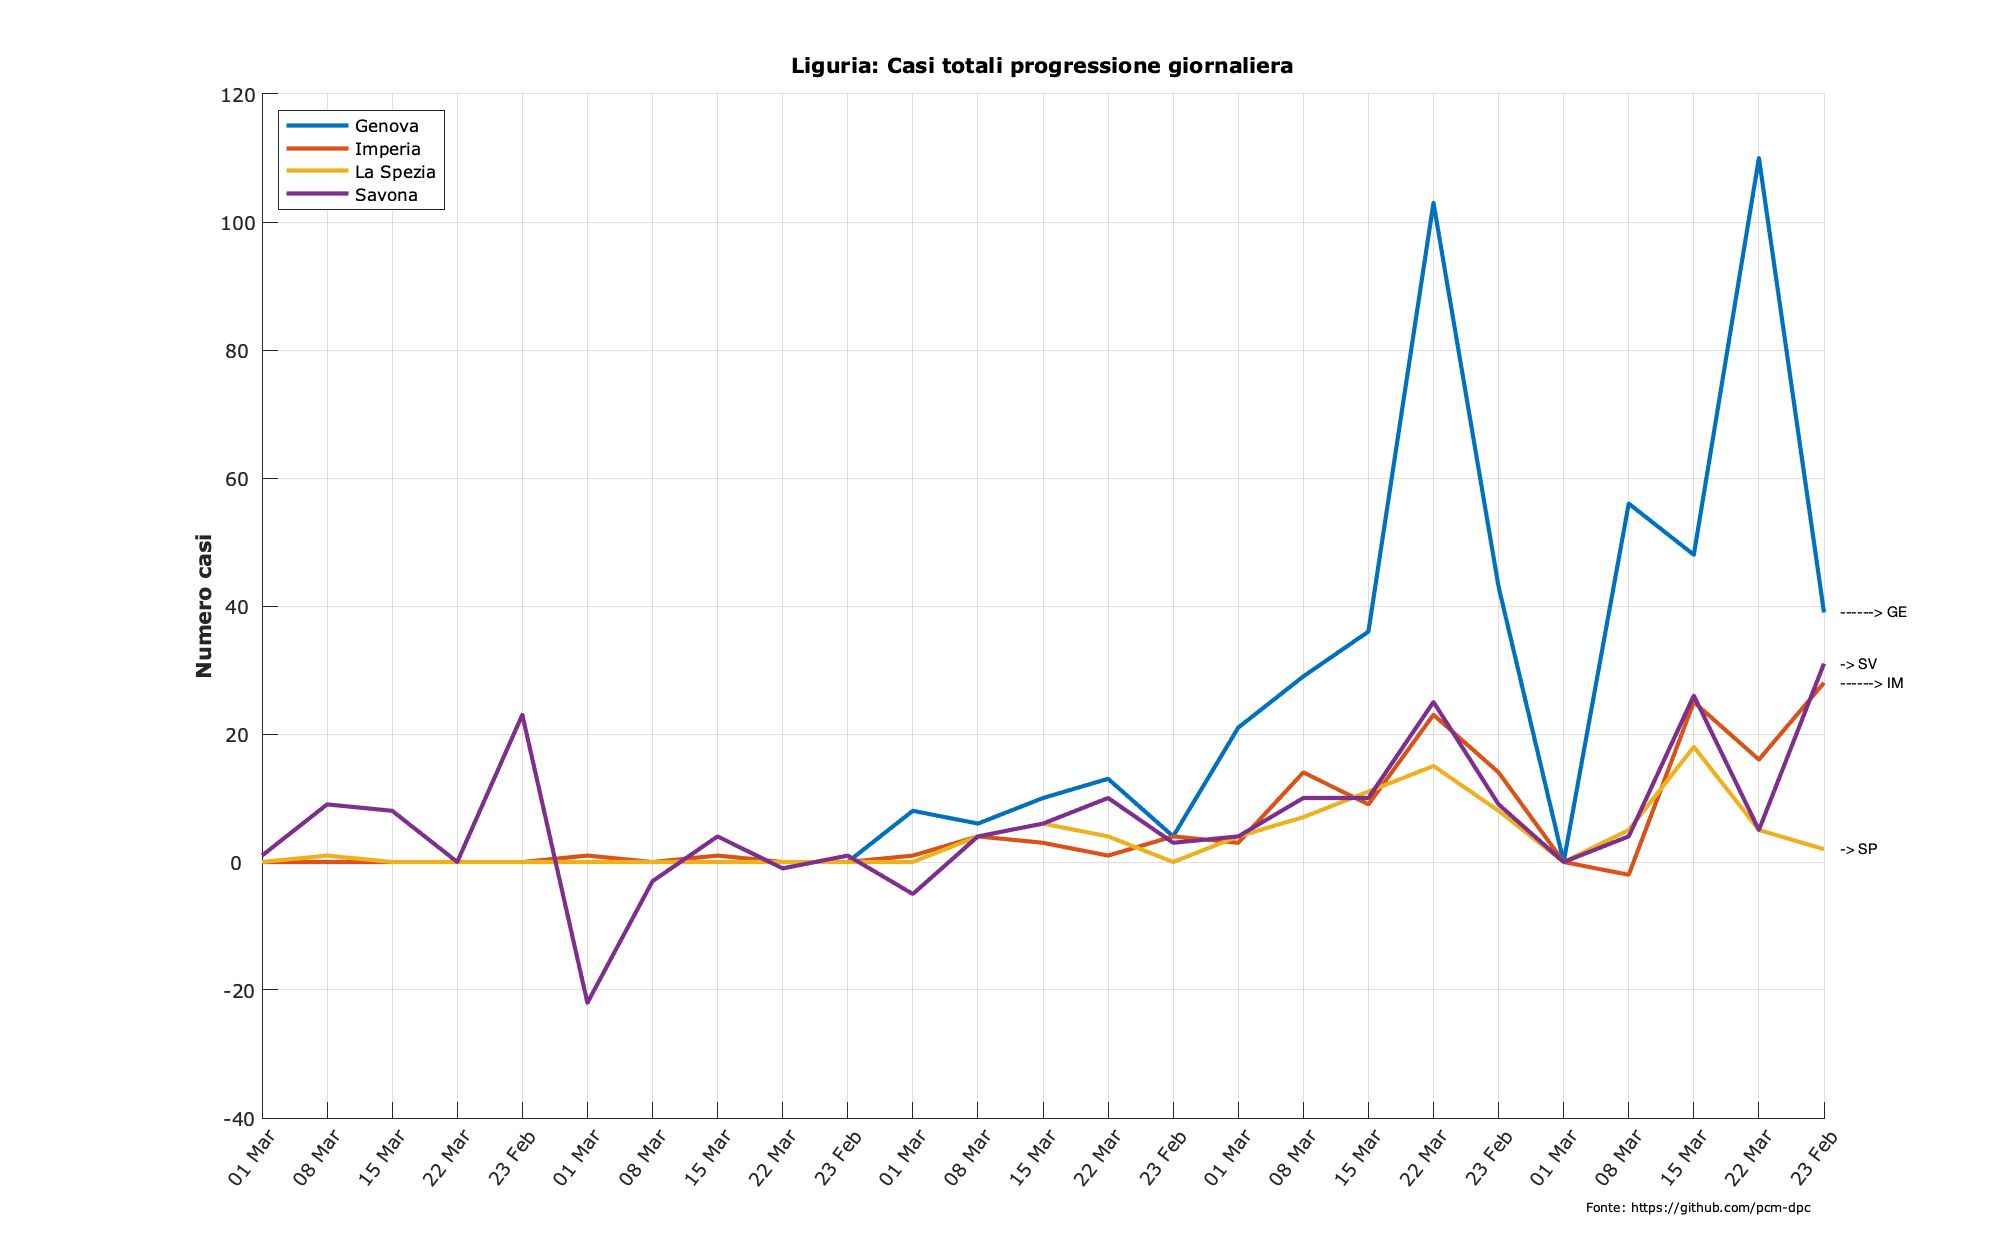 Liguria: Casi totali progressione giornaliera
120
100
80
60
40
20
0
-20
-40
Numero casi
Genova
Imperia
La Spezia
Savona
------> GE
-> SV
------> IM
-> SP
01 Mar
08 Mar
15 Mar
22 Mar
23 Feb
01 Mar
08 Mar
15 Mar
22 Mar
23 Feb
01 Mar
08 Mar
15 Mar
22 Mar
23 Feb
01 Mar
08 Mar
15 Mar
22 Mar
23 Feb
01 Mar
08 Mar
15 Mar
22 Mar
23 Feb
Fonte: https://github.com/pcm-dpc